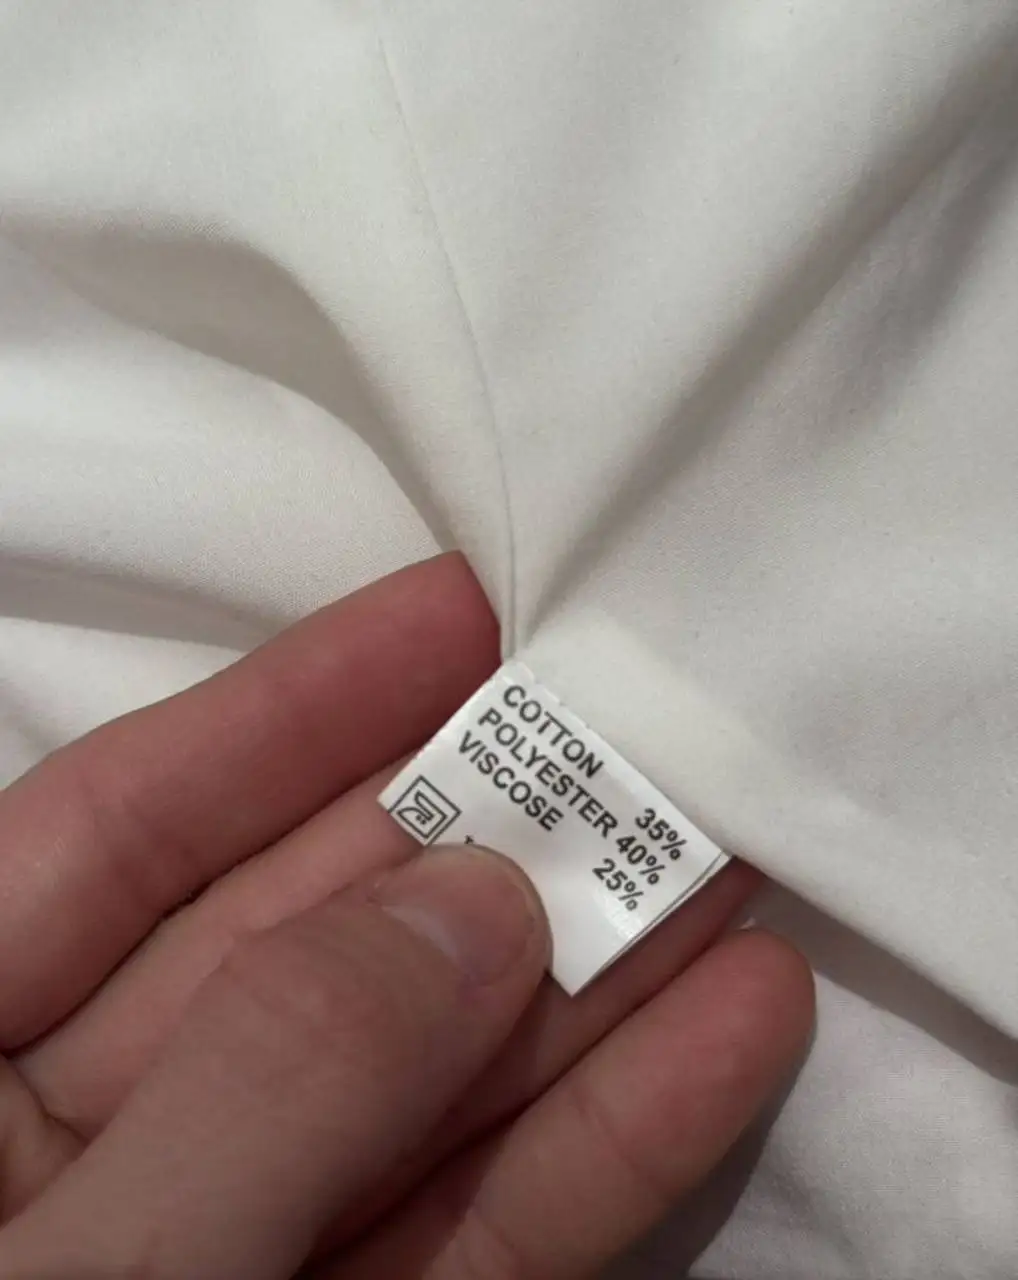 COTTON 35%
POLYESTER 40%
VISCOSE 25%